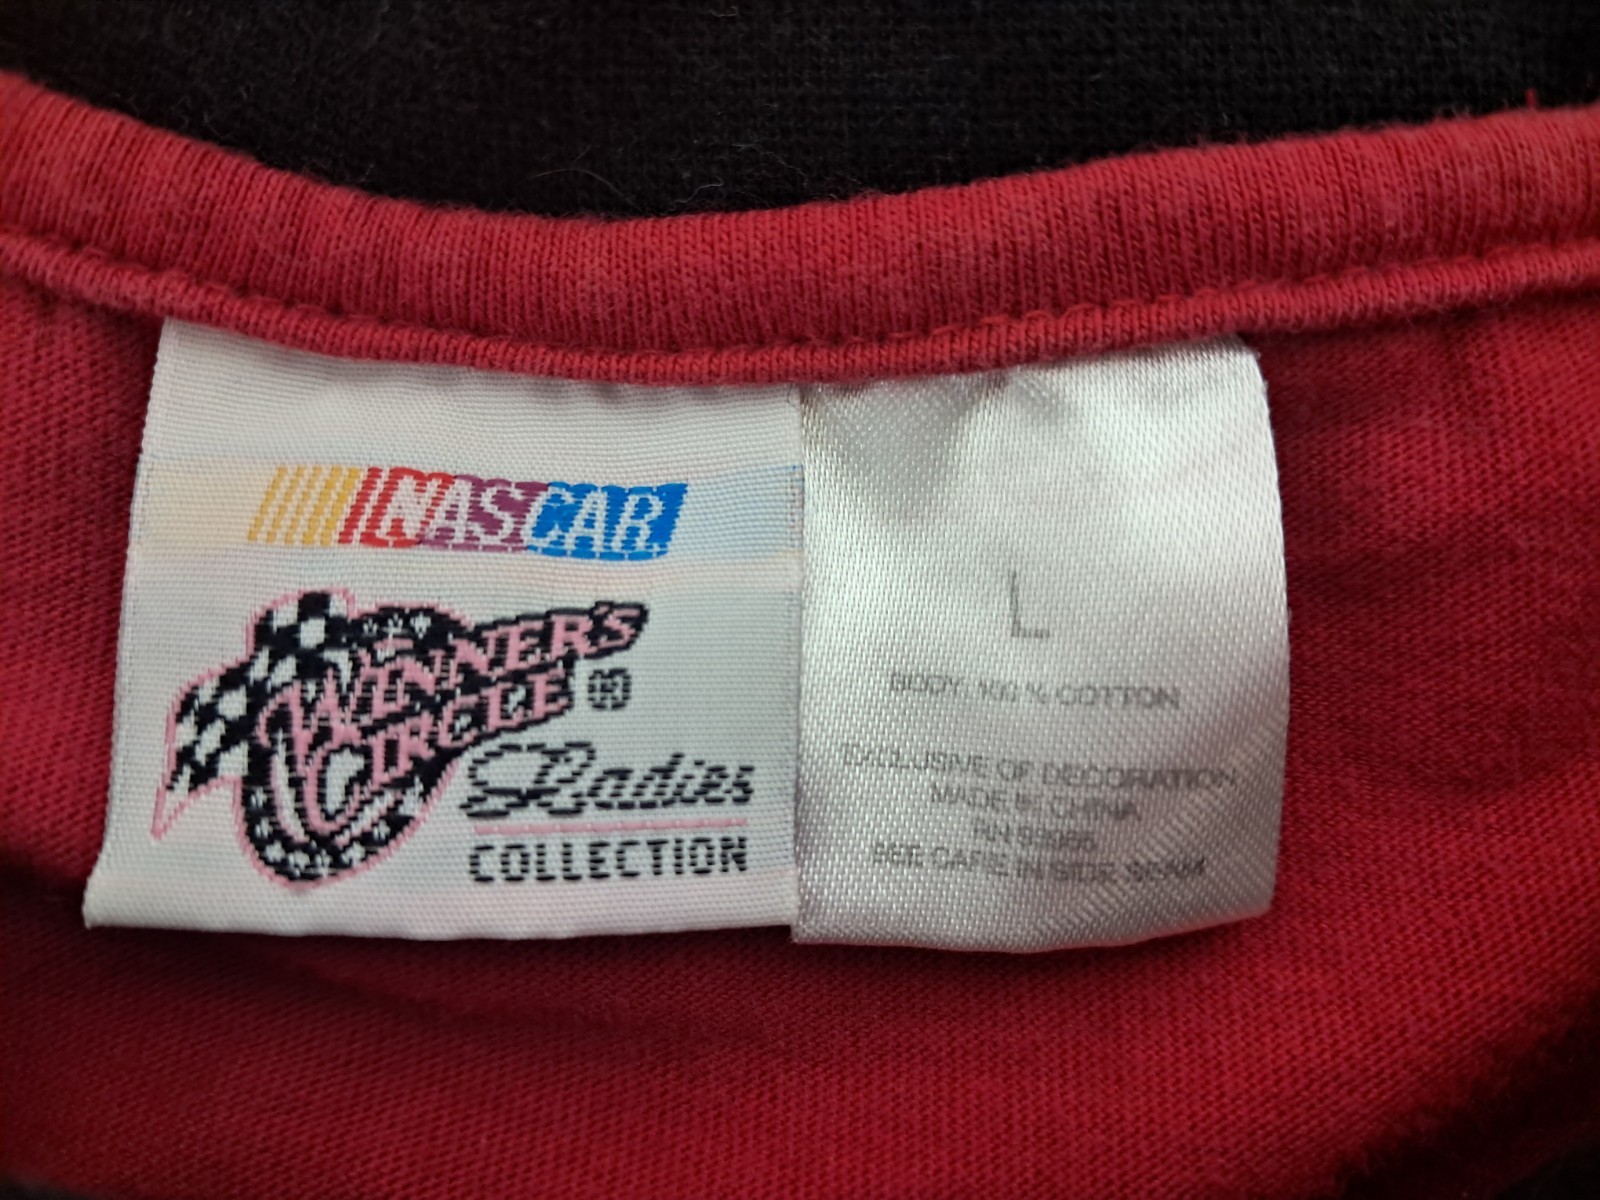 NASCAR
WINNER'S
CIRCLE ®
Ladies
COLLECTION
L
BODY: 100 % COTTON
EXCLUSIVE OF DECORATION
MADE IN CHINA
RN
SEE CARE IN SIDE SEAM